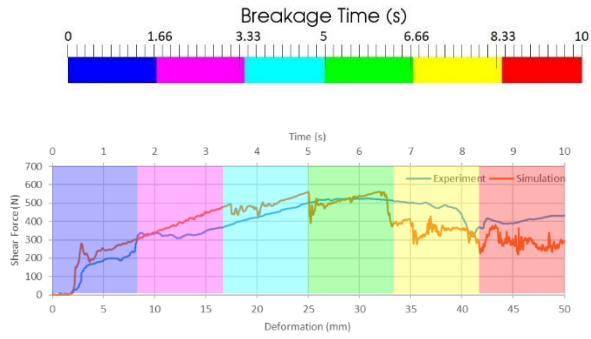 Breakage Time (s)
0 1.66 3.33 5 6.66 8.33 10
Time (s)
0 1 2 3 4 5 6 7 8 9 10
Experiment Simulation
700
600
500
400
300
200
100
0
Shear Force (N)
0 5 10 15 20 25 30 35 40 45 50
Deformation (mm)